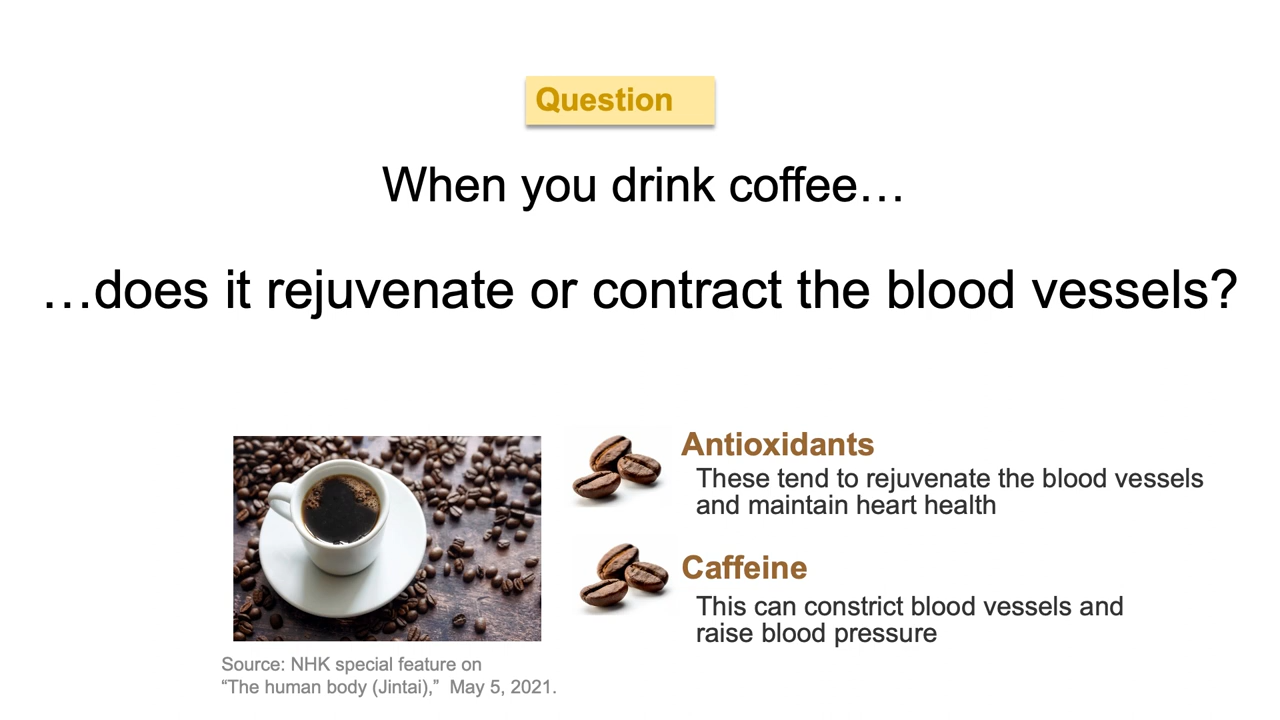 Question
When you drink coffee…
…does it rejuvenate or contract the blood vessels?
Antioxidants
These tend to rejuvenate the blood vessels
and maintain heart health
Caffeine
This can constrict blood vessels and
raise blood pressure
Source: NHK special feature on
“The human body (Jintai),”  May 5, 2021.